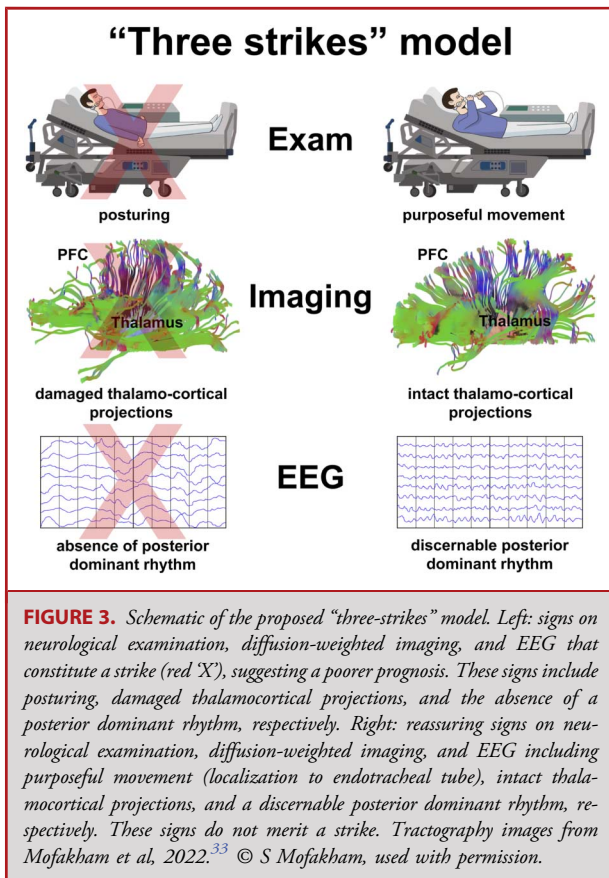 “Three strikes” model
Exam
posturing
purposeful movement
PFC
PFC
Imaging
Thalamus
Thalamus
damaged thalamo-cortical
projections
intact thalamo-cortical
projections
EEG
absence of posterior
dominant rhythm
discernable posterior
dominant rhythm
FIGURE 3. Schematic of the proposed “three-strikes” model. Left: signs on
neurological examination, diffusion-weighted imaging, and EEG that
constitute a strike (red ‘X’), suggesting a poorer prognosis. These signs include
posturing, damaged thalamocortical projections, and the absence of a
posterior dominant rhythm, respectively. Right: reassuring signs on neu-
rological examination, diffusion-weighted imaging, and EEG including
purposeful movement (localization to endotracheal tube), intact thala-
mocortical projections, and a discernable posterior dominant rhythm, re-
spectively. These signs do not merit a strike. Tractography images from
Mofakham et al, 2022.33 © S Mofakham, used with permission.